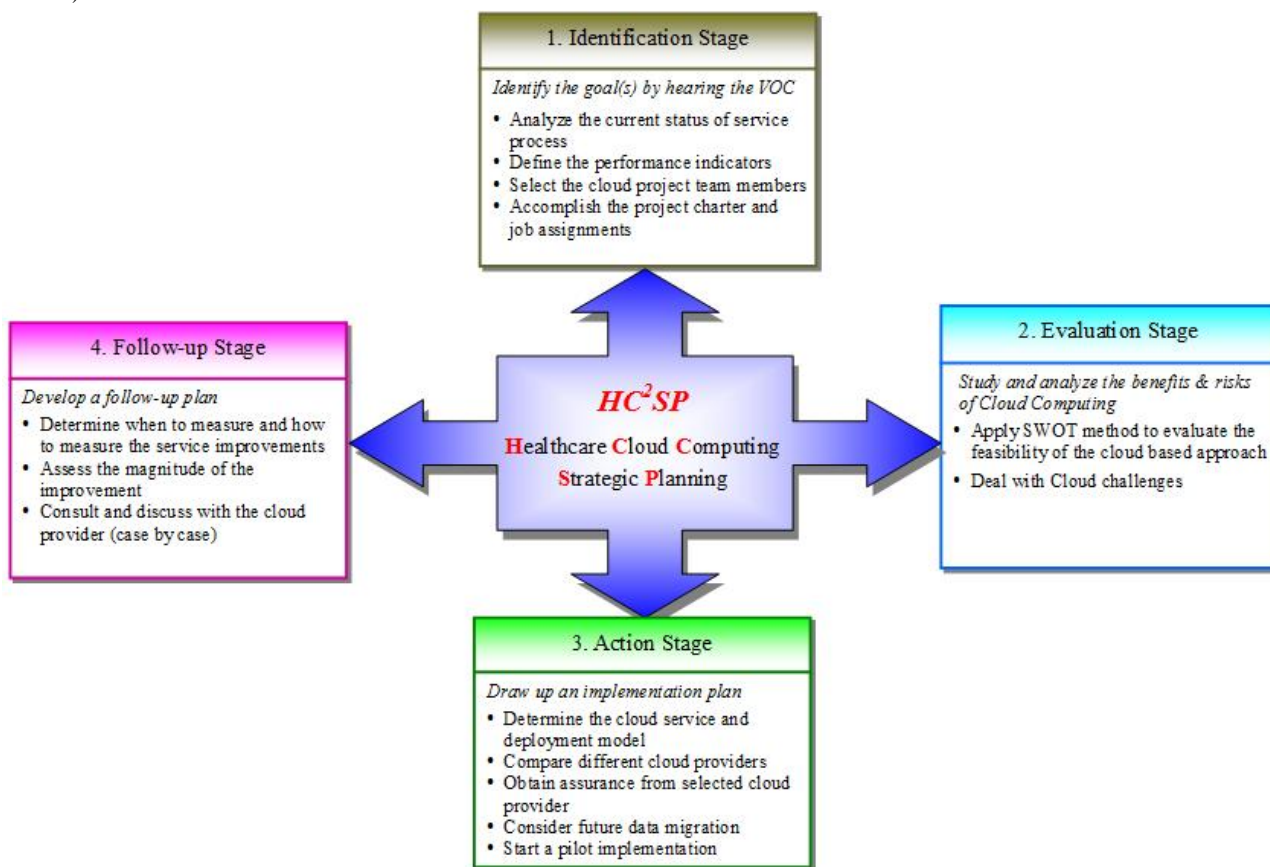 1. Identification Stage
Identify the goal(s) by hearing the VOC
• Analyze the current status of service
process
• Define the performance indicators
• Select the cloud project team members
• Accomplish the project charter and
job assignments
2. Evaluation Stage
Study and analyze the benefits & risks
of Cloud Computing
• Apply SWOT method to evaluate the
feasibility of the cloud based approach
• Deal with Cloud challenges
HC²SP
Healthcare Cloud Computing
Strategic Planning
3. Action Stage
Draw up an implementation plan
• Determine the cloud service and
deployment model
• Compare different cloud providers
• Obtain assurance from selected cloud
provider
• Consider future data migration
• Start a pilot implementation
4. Follow-up Stage
Develop a follow-up plan
• Determine when to measure and how
to measure the service improvements
• Assess the magnitude of the
improvement
• Consult and discuss with the cloud
provider (case by case)